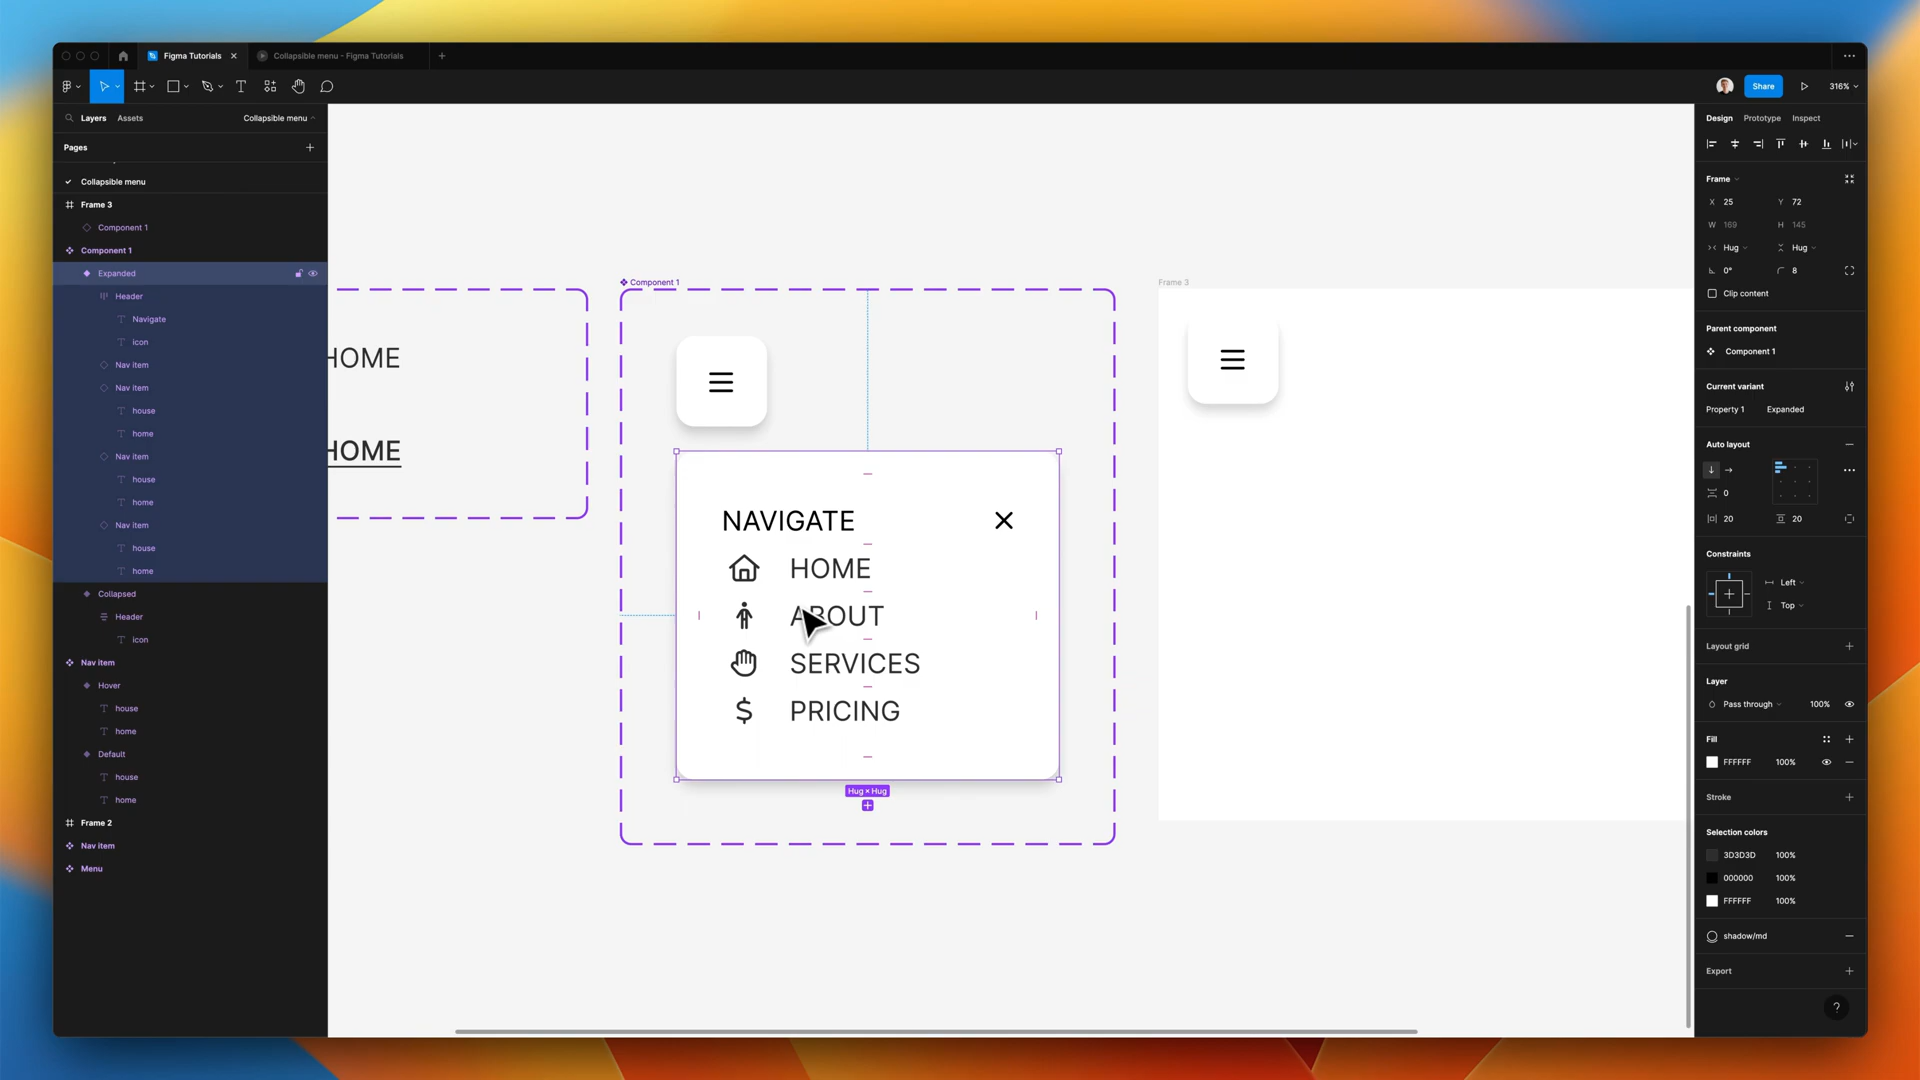 Figma Tutorials
Collapsible menu - Figma Tutorials
Share
316%
Layers
Assets
Collapsible menu
Pages
Collapsible menu
Frame 3
Component 1
Component 1
Expanded
Header
Navigate
icon
Nav item
Nav item
house
home
Nav item
house
home
Nav item
house
home
Collapsed
Header
icon
Nav item
Hover
house
home
Default
house
home
Frame 2
Nav item
Menu
HOME
HOME
Component 1
NAVIGATE
HOME
ABOUT
SERVICES
PRICING
Hug × Hug
Frame 3
Design
Prototype
Inspect
Frame
X 25
Y 72
W 169
H 145
Hug
Hug
0°
8
Clip content
Parent component
Component 1
Current variant
Property 1
Expanded
Auto layout
0
20
20
Constraints
Left
Top
Layout grid
Layer
Pass through
100%
Fill
FFFFFF
100%
Stroke
Selection colors
3D3D3D
100%
000000
100%
FFFFFF
100%
shadow/md
Export
?